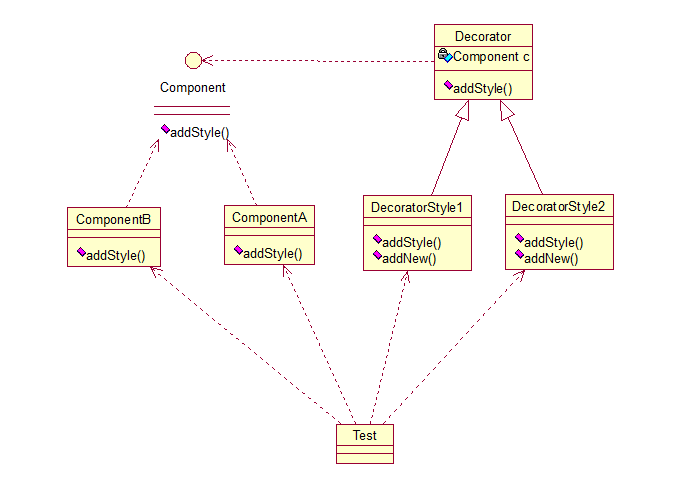 Decorator
Component c
addStyle()
Component
addStyle()
ComponentB
addStyle()
ComponentA
addStyle()
DecoratorStyle1
addStyle()
addNew()
DecoratorStyle2
addStyle()
addNew()
Test